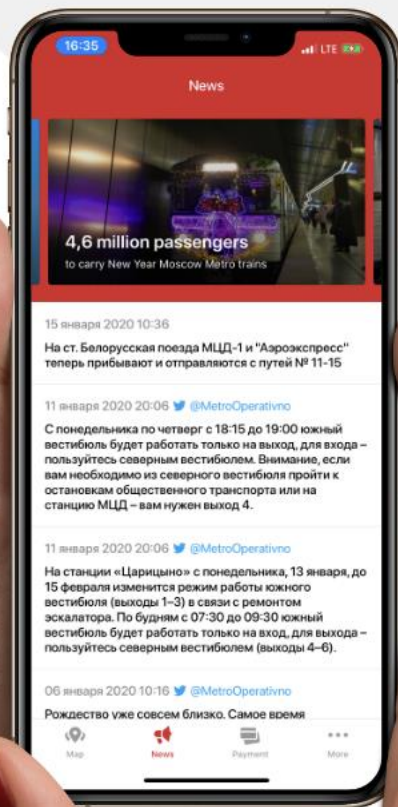 16:35
LTE
News
4,6 million passengers
to carry New Year Moscow Metro trains
15 января 2020 10:36
На ст. Белорусская поезда МЦД-1 и "Аэроэкспресс"
теперь прибывают и отправляются с путей № 11-15
11 января 2020 20:06 @MetroOperativno
С понедельника по четверг с 18:15 до 19:00 южный
вестибюль будет работать только на выход, для входа –
пользуйтесь северным вестибюлем. Внимание, если
вам необходимо из северного вестибюля пройти к
остановкам общественного транспорта или на
станцию МЦД – вам нужен выход 4.
11 января 2020 20:06 @MetroOperativno
На станции «Царицыно» с понедельника, 13 января, до
15 февраля изменится режим работы южного
вестибюля (выходы 1–3) в связи с ремонтом
эскалатора. По будням с 07:30 до 09:30 южный
вестибюль будет работать только на вход, для выхода –
пользуйтесь северным вестибюлем (выходы 4–6).
06 января 2020 10:16 @MetroOperativno
Рождество уже совсем близко. Самое время
Map
News
Payment
More